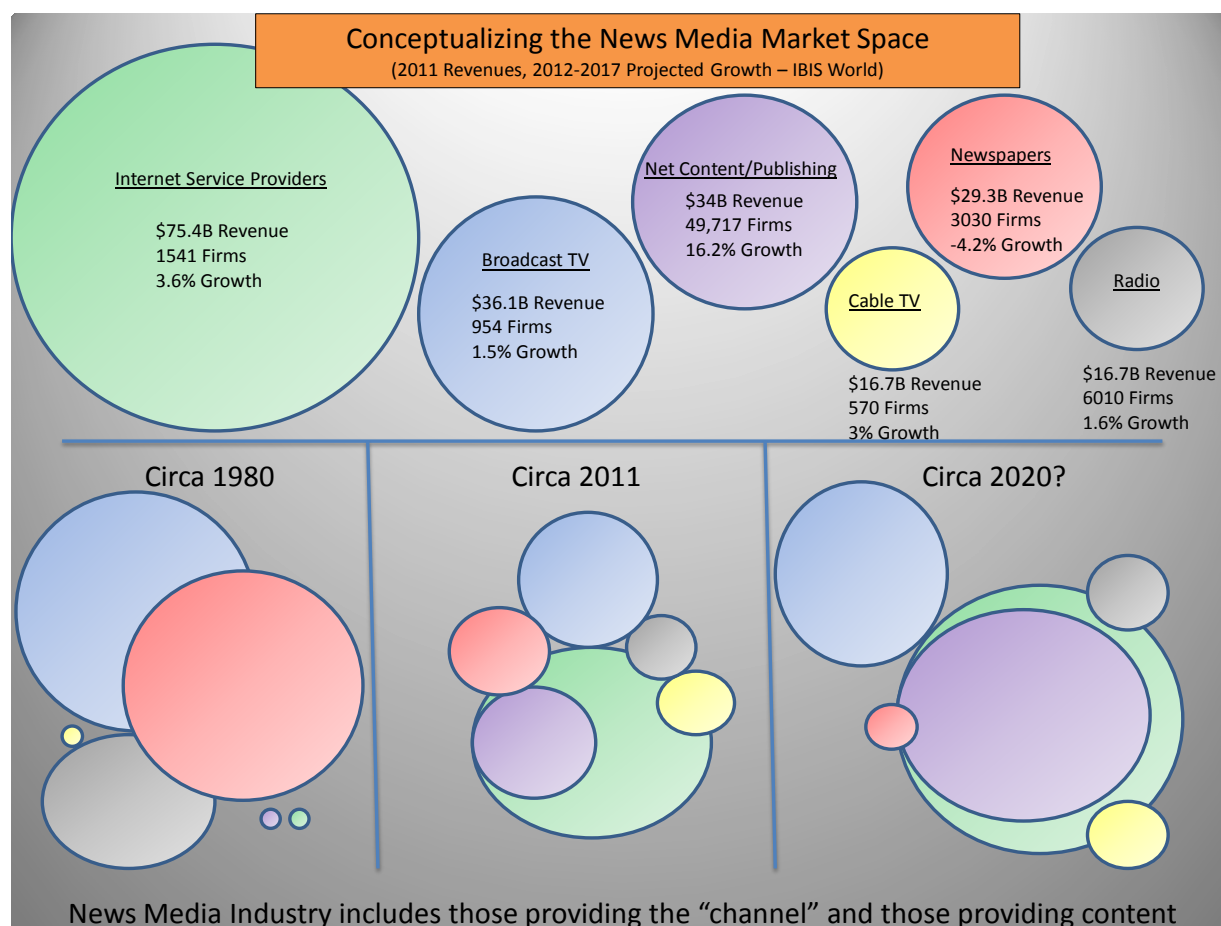 Conceptualizing the News Media Market Space
(2011 Revenues, 2012-2017 Projected Growth – IBIS World)
Internet Service Providers
$75.4B Revenue
1541 Firms
3.6% Growth
Broadcast TV
$36.1B Revenue
954 Firms
1.5% Growth
Net Content/Publishing
$34B Revenue
49,717 Firms
16.2% Growth
Cable TV
$16.7B Revenue
570 Firms
3% Growth
Newspapers
$29.3B Revenue
3030 Firms
-4.2% Growth
Radio
$16.7B Revenue
6010 Firms
1.6% Growth
Circa 1980
Circa 2011
Circa 2020?
News Media Industry includes those providing the “channel” and those providing content